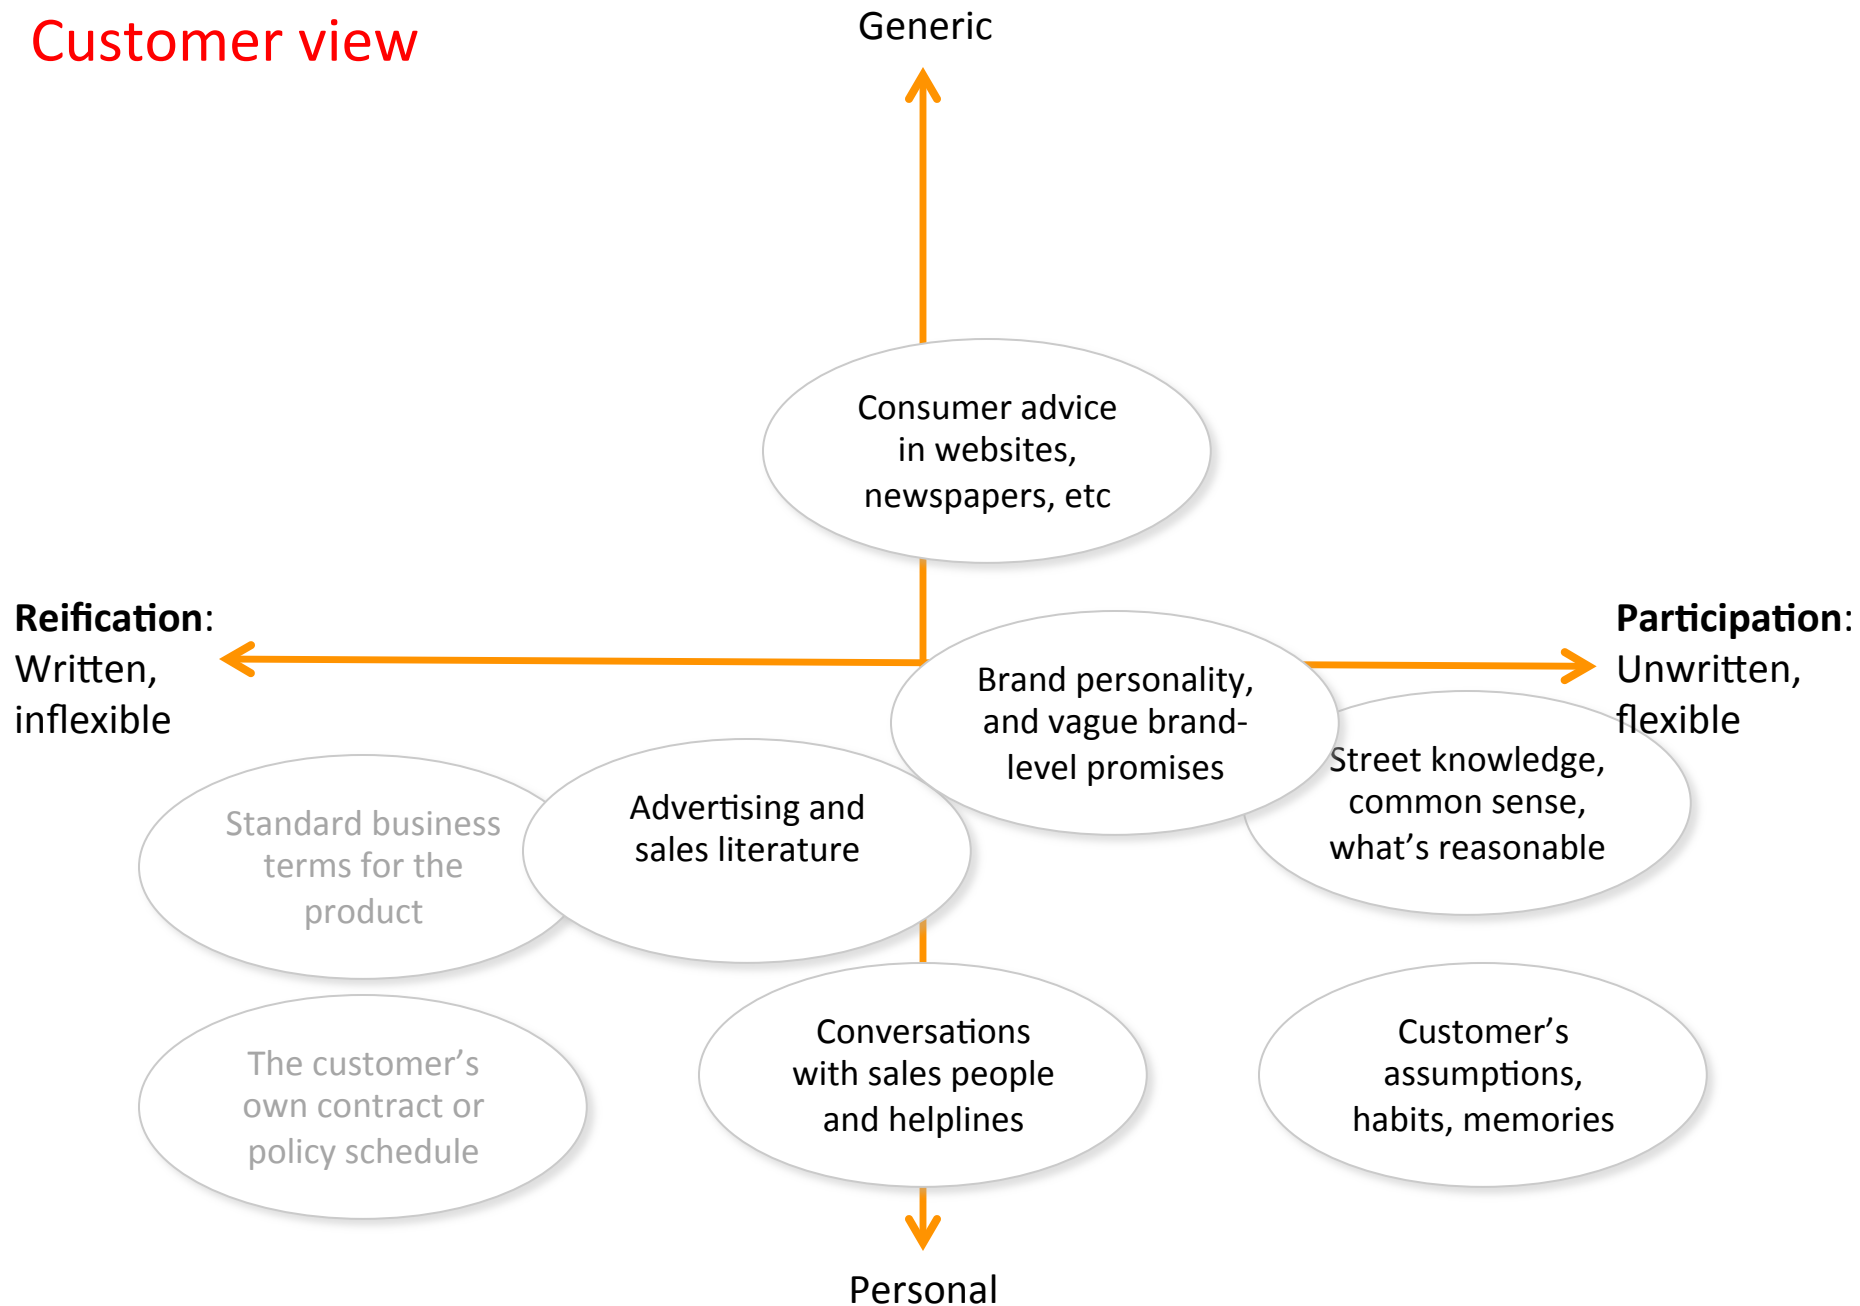 Customer view
Generic
Consumer advice
in websites,
newspapers, etc
Reification:
Written,
inflexible
Participation:
Unwritten,
flexible
Brand personality,
and vague brand-
level promises
Street knowledge,
common sense,
what’s reasonable
Advertising and
sales literature
Standard business
terms for the
product
The customer’s
own contract or
policy schedule
Conversations
with sales people
and helplines
Customer’s
assumptions,
habits, memories
Personal